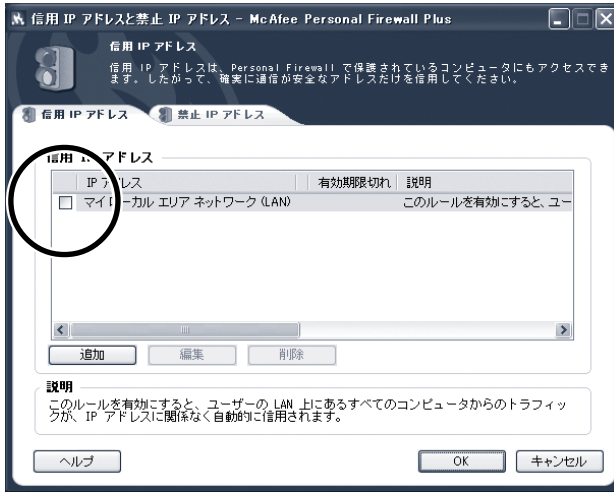 信用 IP アドレスと禁止 IP アドレス - McAfee Personal Firewall Plus
信用 IP アドレス
信用 IP アドレスは、Personal Firewall で保護されているコンピュータにもアクセスでき
ます。したがって、確実に通信が安全なアドレスだけを信用してください。
信用 IP アドレス 禁止 IP アドレス
信用 IP アドレス
IP アドレス 有効期限切れ 説明
マイ ローカル エリア ネットワーク (LAN) このルールを有効にすると、ユー
追加 編集 削除
説明
このルールを有効にすると、ユーザーの LAN 上にあるすべてのコンピュータからのトラフィッ
クが、IP アドレスに関係なく自動的に信用されます。
ヘルプ OK キャンセル